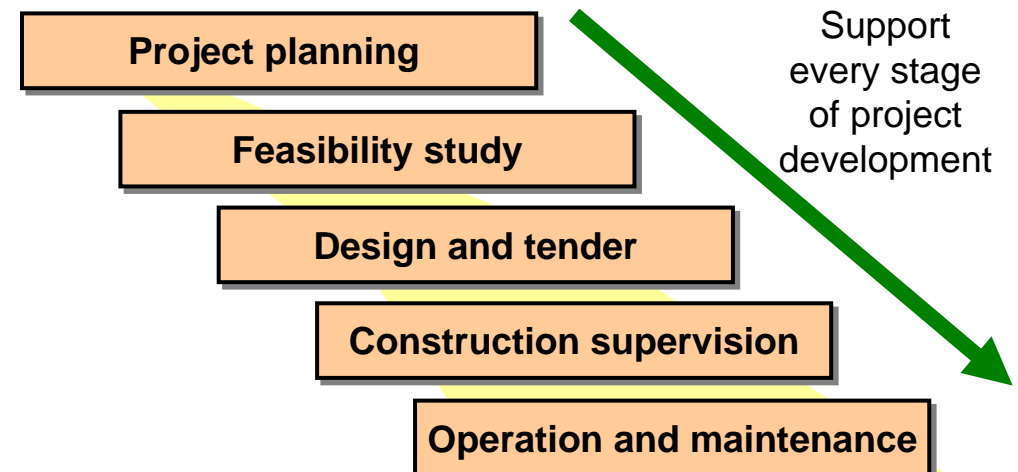 Project planning
Feasibility study
Design and tender
Construction supervision
Operation and maintenance
Support
every stage
of project
development